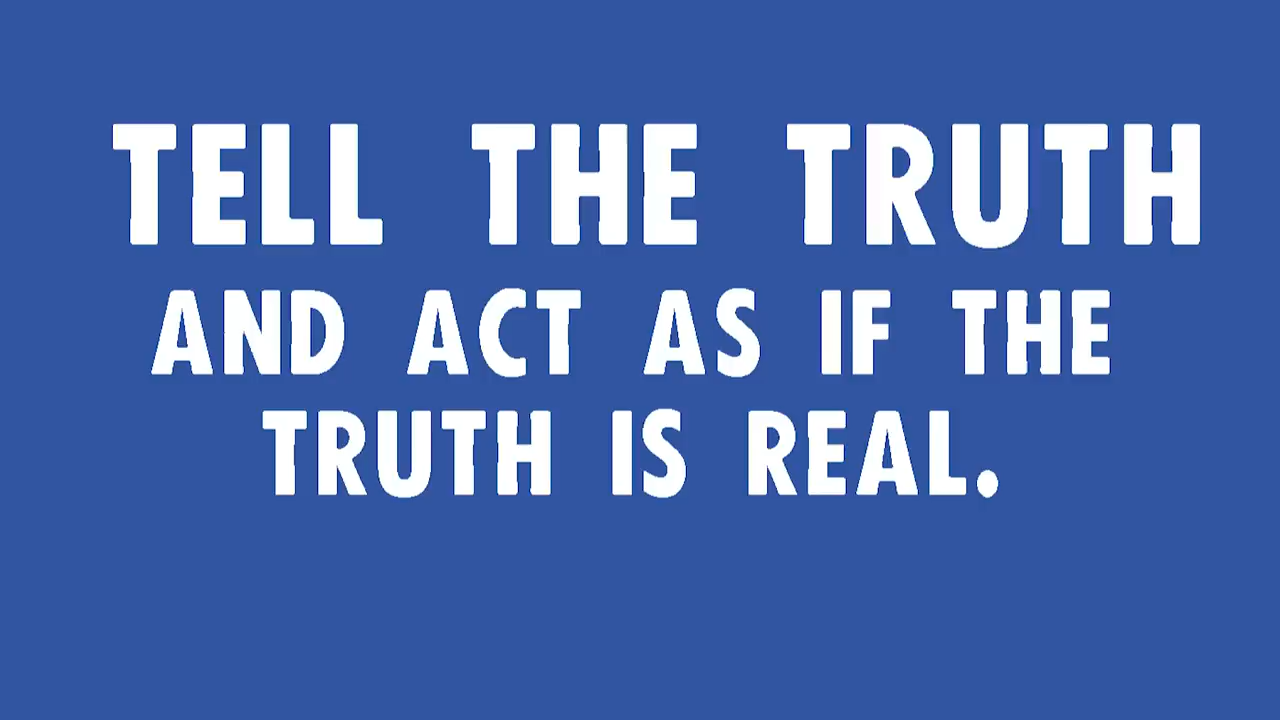 TELL THE TRUTH
AND ACT AS IF THE
TRUTH IS REAL.